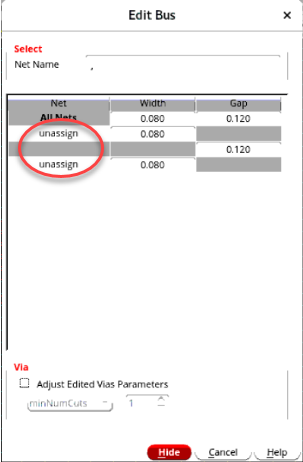 Edit Bus ×
Select
Net Name ,
Net Width Gap
All Nets 0.080 0.120
unassign 0.080
0.120
unassign 0.080
Via
Adjust Edited Vias Parameters
minNumCuts 1
Hide Cancel Help